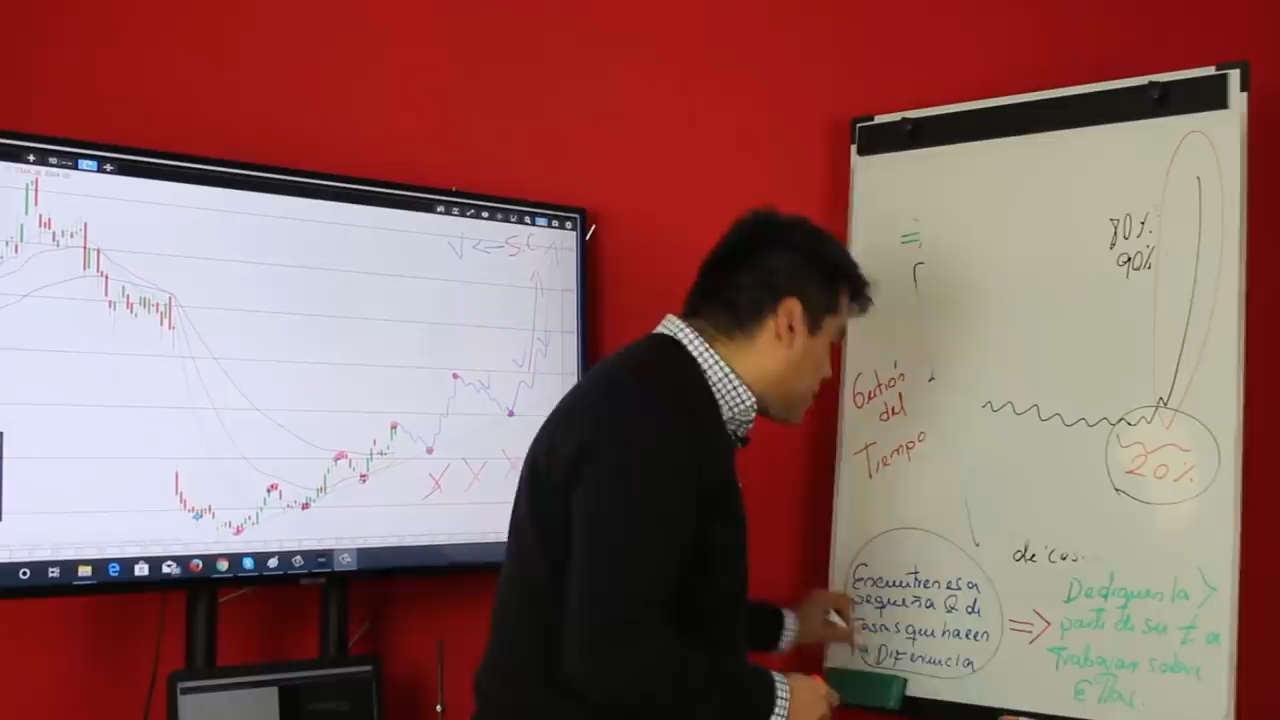 ← S.C
X X X
=
80%
90%
Gestión
del
Tiempo
20%
de cos
Encuentren esa
pequeña Q de
cosas que hacen
la Diferencia
=>
Dediquen la >
parte de su t a
Trabajar sobre
Ellas.